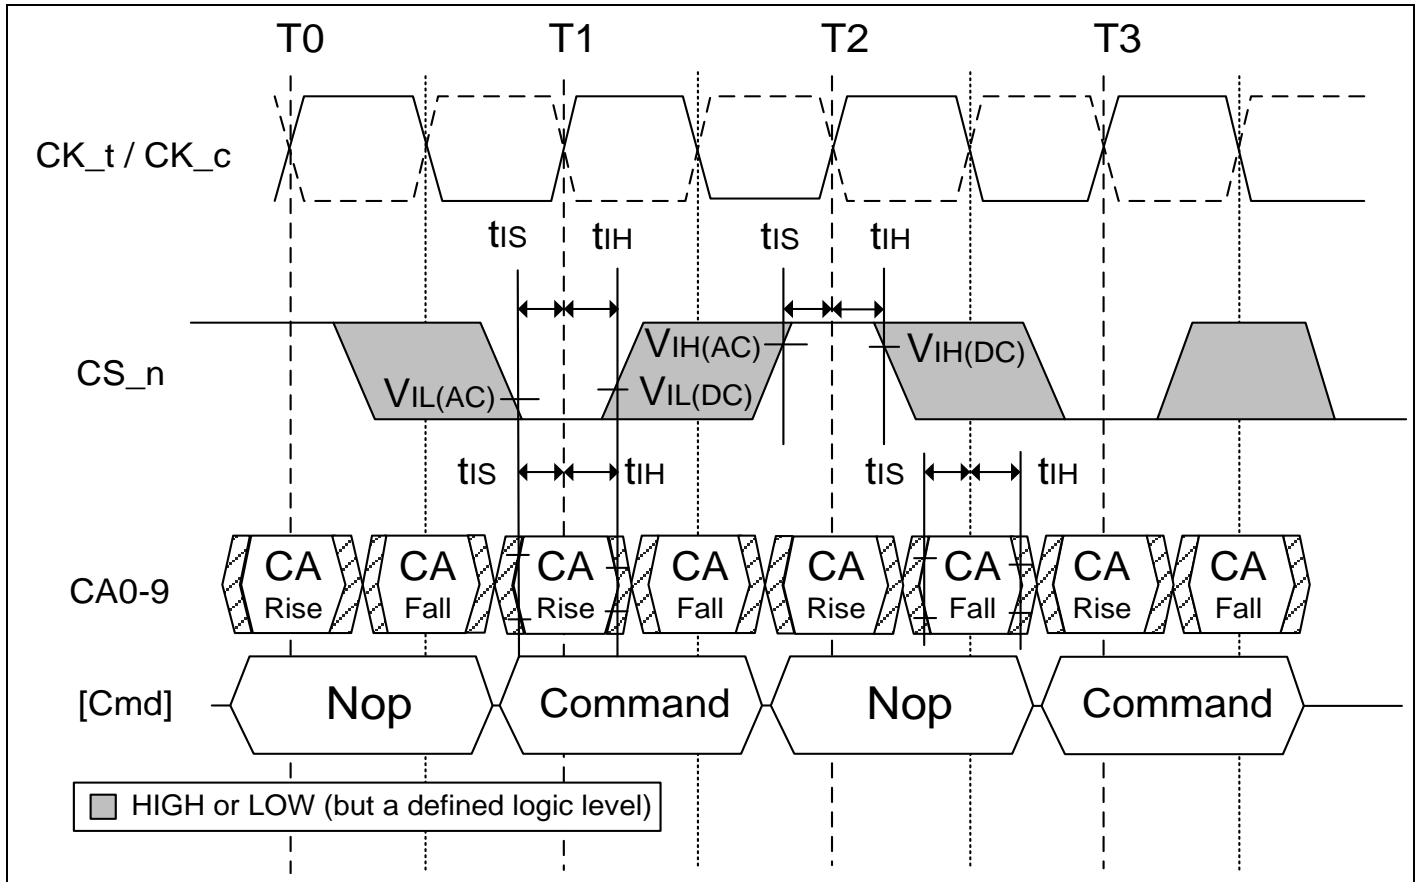 T0 T1 T2 T3
CK_t / CK_c
tIS tIH tIS tIH
VIH(AC) VIH(DC)
CS_n
VIL(AC) VIL(DC)
tIS tIH tIS tIH
CA CA CA CA CA CA CA CA
CA0-9
Rise Fall Rise Fall Rise Fall Rise Fall
[Cmd] Nop Command Nop Command
HIGH or LOW (but a defined logic level)